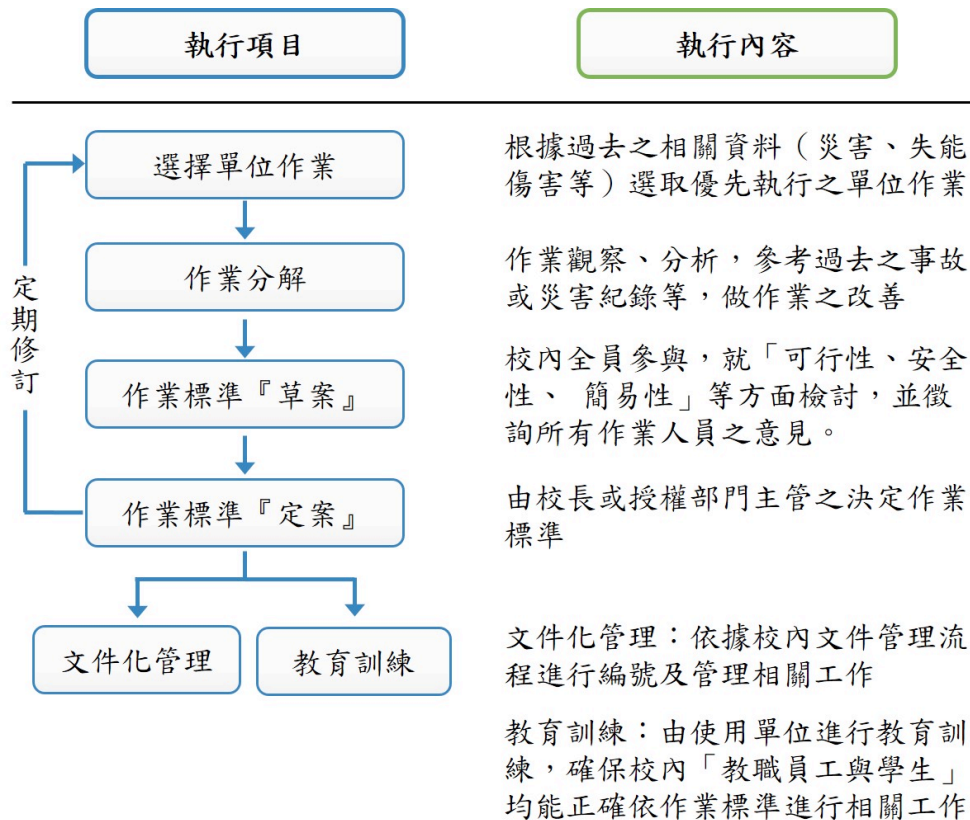 執行項目
執行內容
選擇單位作業
根據過去之相關資料（災害、失能
傷害等）選取優先執行之單位作業
作業分解
作業觀察、分析，參考過去之事故
或災害紀錄等，做作業之改善
定期修訂
作業標準『草案』
校內全員參與，就「可行性、安全
性、 簡易性」等方面檢討，並徵
詢所有作業人員之意見。
作業標準『定案』
由校長或授權部門主管之決定作業
標準
文件化管理
教育訓練
文件化管理：依據校內文件管理流
程進行編號及管理相關工作
教育訓練：由使用單位進行教育訓
練，確保校內「教職員工與學生」
均能正確依作業標準進行相關工作